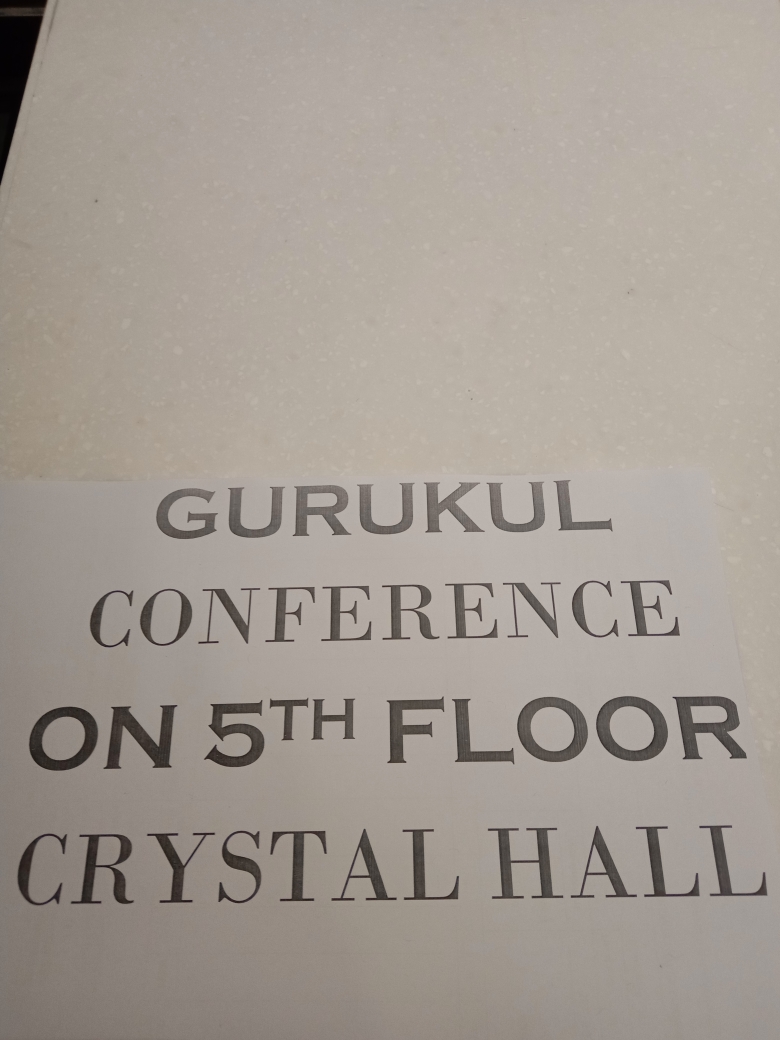 GURUKUL
CONFERENCE
ON 5TH FLOOR
CRYSTAL HALL